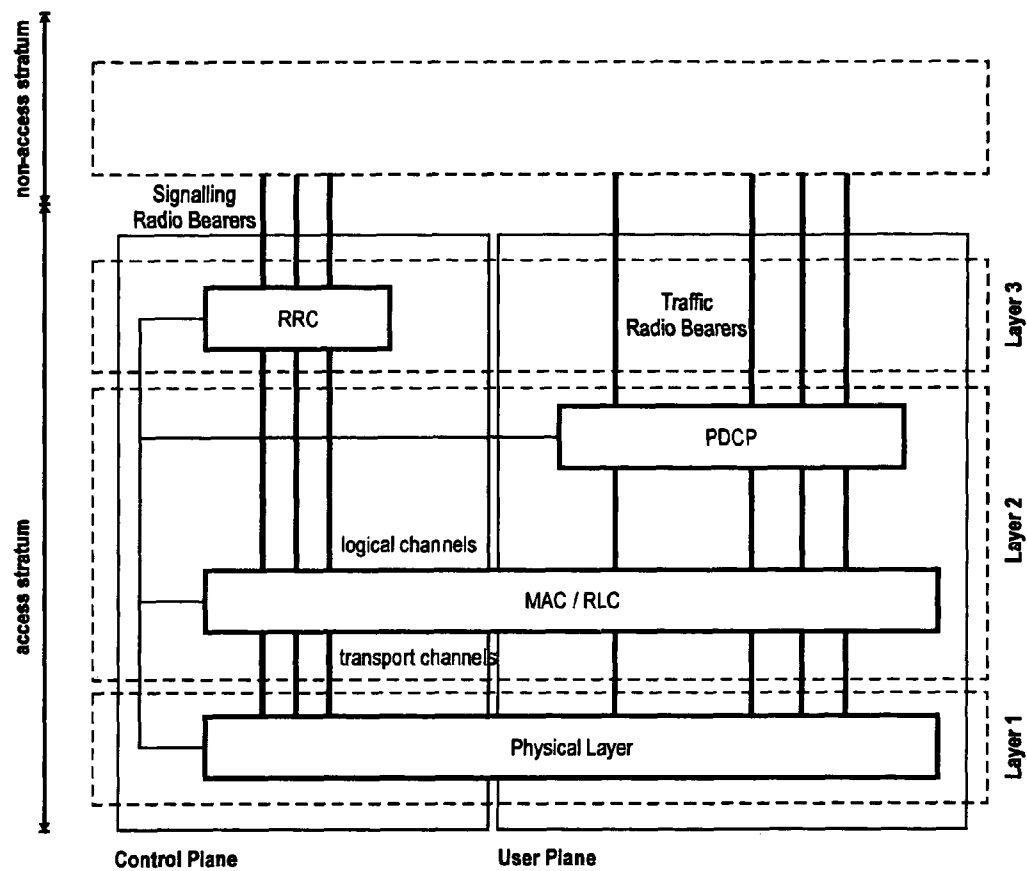 non-access stratum
Signalling
Radio Bearers
RRC
Traffic
Radio Bearers
Layer 3
PDCP
Layer 2
access stratum
logical channels
MAC / RLC
transport channels
Physical Layer
Layer 1
Control Plane
User Plane